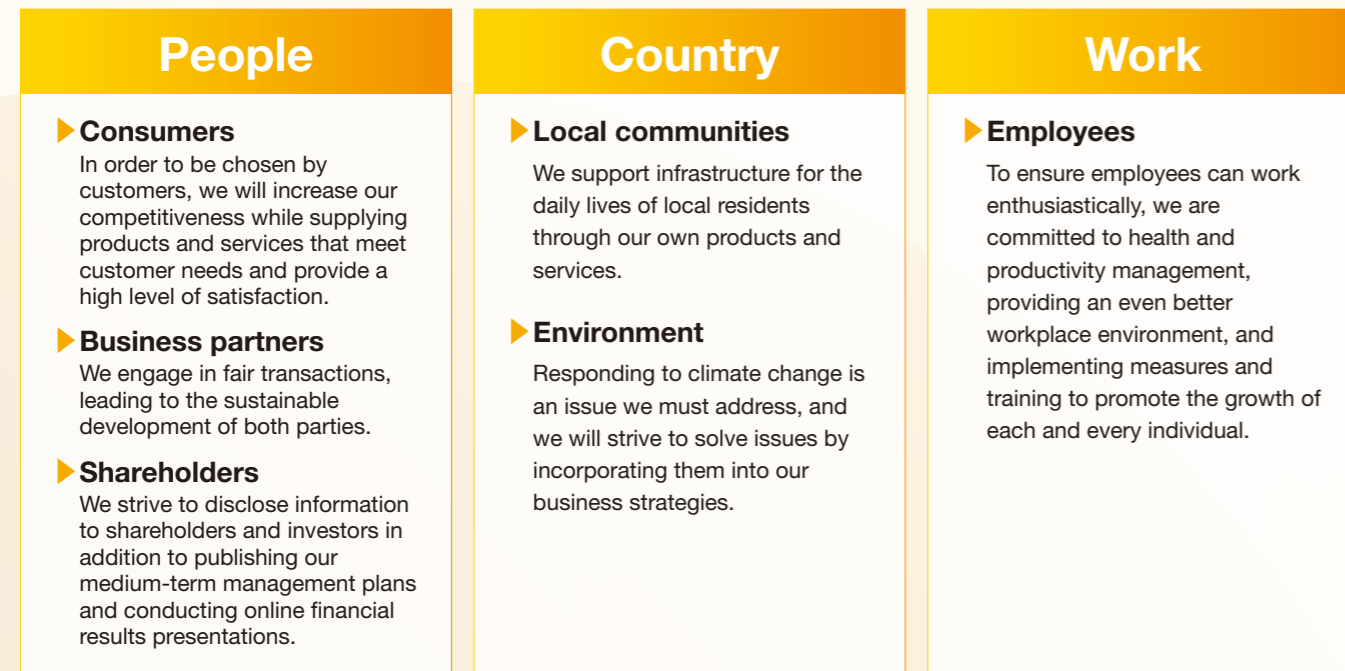 People
Consumers
In order to be chosen by
customers, we will increase our
competitiveness while supplying
products and services that meet
customer needs and provide a
high level of satisfaction.
Business partners
We engage in fair transactions,
leading to the sustainable
development of both parties.
Shareholders
We strive to disclose information
to shareholders and investors in
addition to publishing our
medium-term management plans
and conducting online financial
results presentations.
Country
Local communities
We support infrastructure for the
daily lives of local residents
through our own products and
services.
Environment
Responding to climate change is
an issue we must address, and
we will strive to solve issues by
incorporating them into our
business strategies.
Work
Employees
To ensure employees can work
enthusiastically, we are
committed to health and
productivity management,
providing an even better
workplace environment, and
implementing measures and
training to promote the growth of
each and every individual.